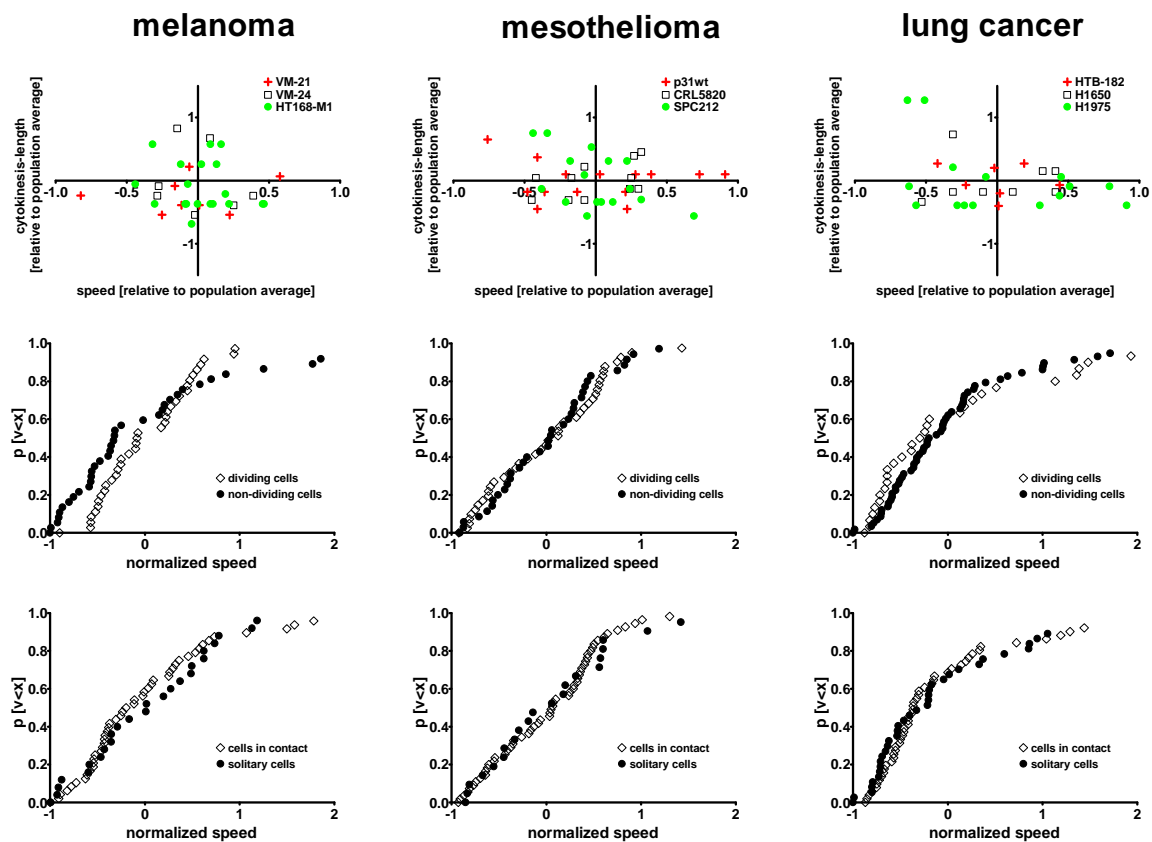 melanoma mesothelioma lung cancer
VM-21
VM-24
HT168-M1
p31wt
CRL5820
SPC212
HTB-182
H1650
H1975
cytokinesis-length
[relative to population average]
1
-1.0 -0.5 0.5 1.0
-1
speed [relative to population average]
cytokinesis-length
[relative to population average]
1
-1.0 -0.5 0.5 1.0
-1
speed [relative to population average]
cytokinesis-length
[relative to population average]
1
-1.0 -0.5 0.5 1.0
-1
speed [relative to population average]
p [v<x]
1.0
0.8
0.6
0.4
0.2
0.0
-1 0 1 2
dividing cells
non-dividing cells
normalized speed
p [v<x]
1.0
0.8
0.6
0.4
0.2
0.0
-1 0 1 2
dividing cells
non-dividing cells
normalized speed
p [v<x]
1.0
0.8
0.6
0.4
0.2
0.0
-1 0 1 2
dividing cells
non-dividing cells
normalized speed
p [v<x]
1.0
0.8
0.6
0.4
0.2
0.0
-1 0 1 2
cells in contact
solitary cells
normalized speed
p [v<x]
1.0
0.8
0.6
0.4
0.2
0.0
-1 0 1 2
cells in contact
solitary cells
normalized speed
p [v<x]
1.0
0.8
0.6
0.4
0.2
0.0
-1 0 1 2
cells in contact
solitary cells
normalized speed